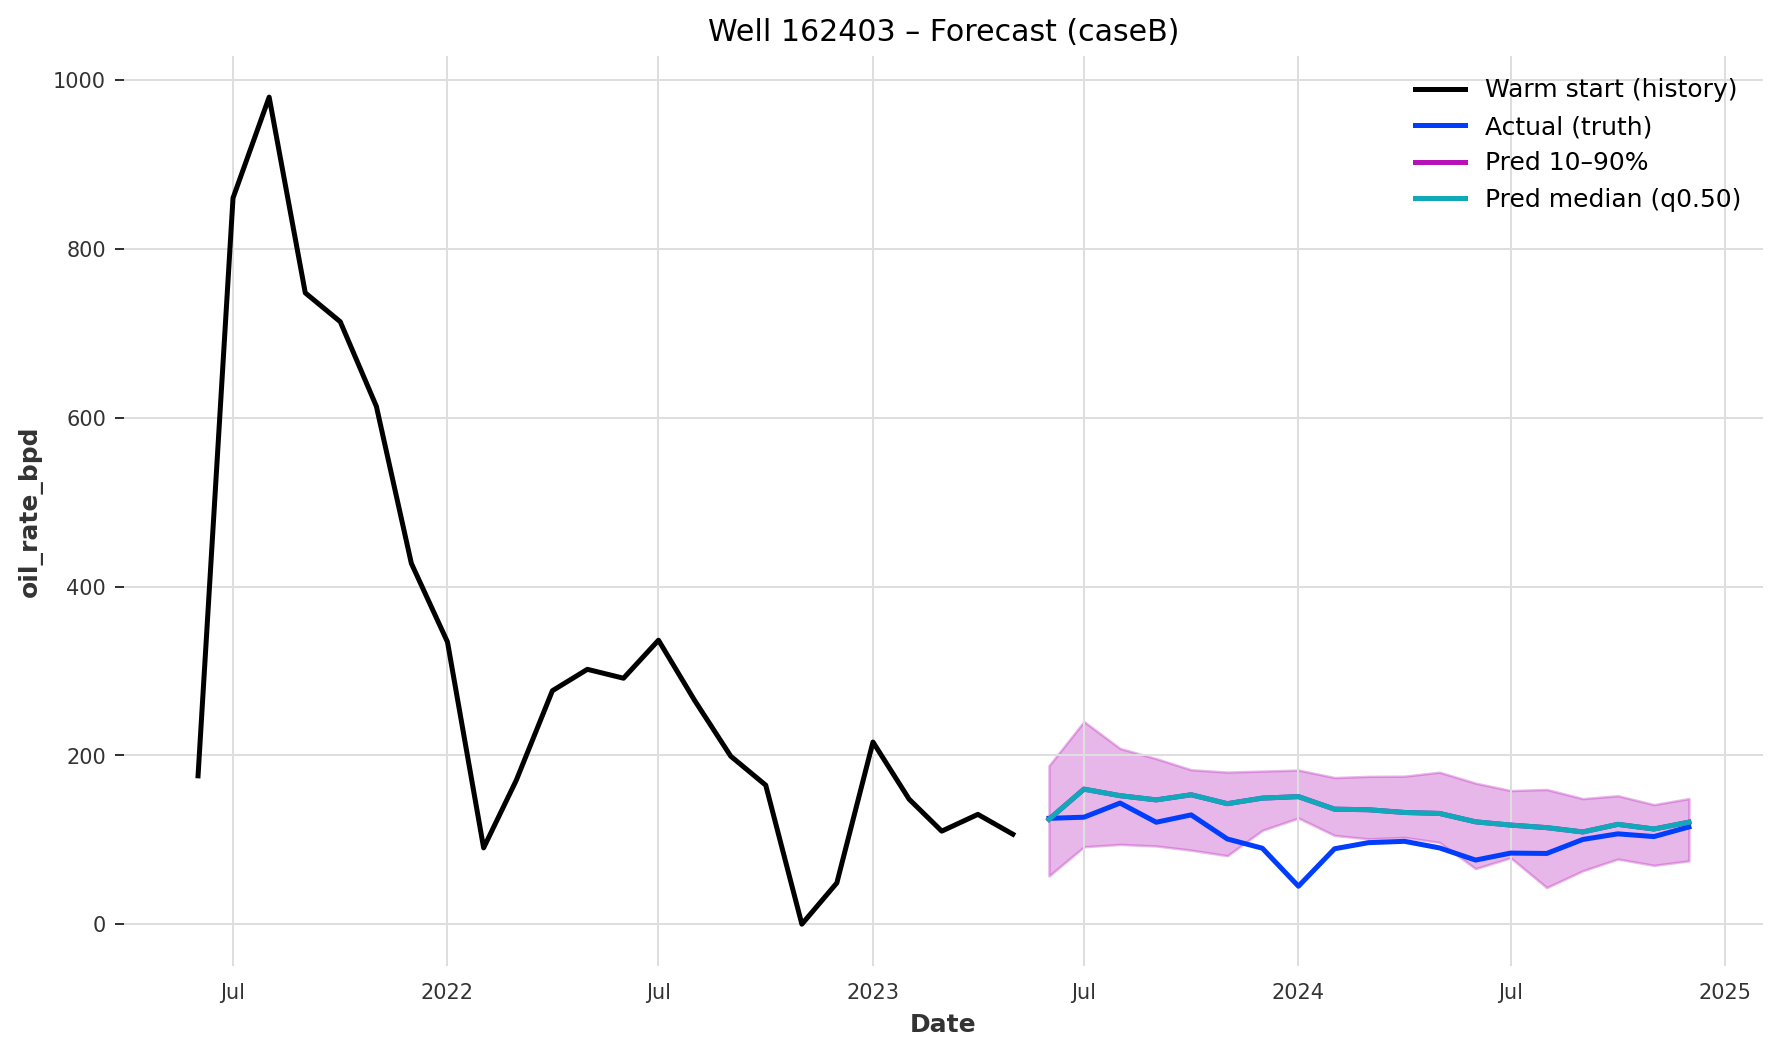 Well 162403 – Forecast (caseB)
Warm start (history)
Actual (truth)
Pred 10–90%
Pred median (q0.50)
oil_rate_bpd
1000
800
600
400
200
0
Jul 2022 Jul 2023 Jul 2024 Jul 2025
Date